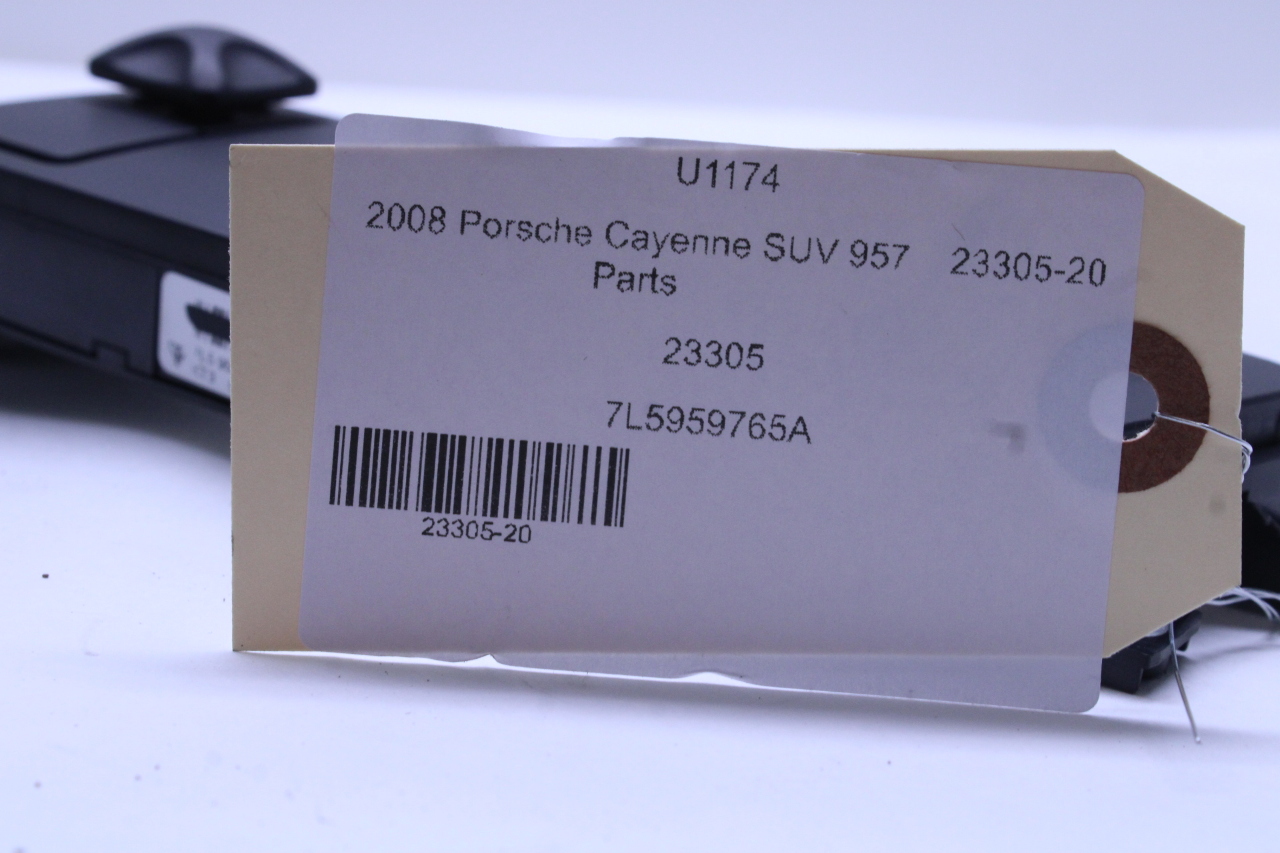 U1174
2008 Porsche Cayenne SUV 957 23305-20
Parts
23305
7L5959765A
23305-20